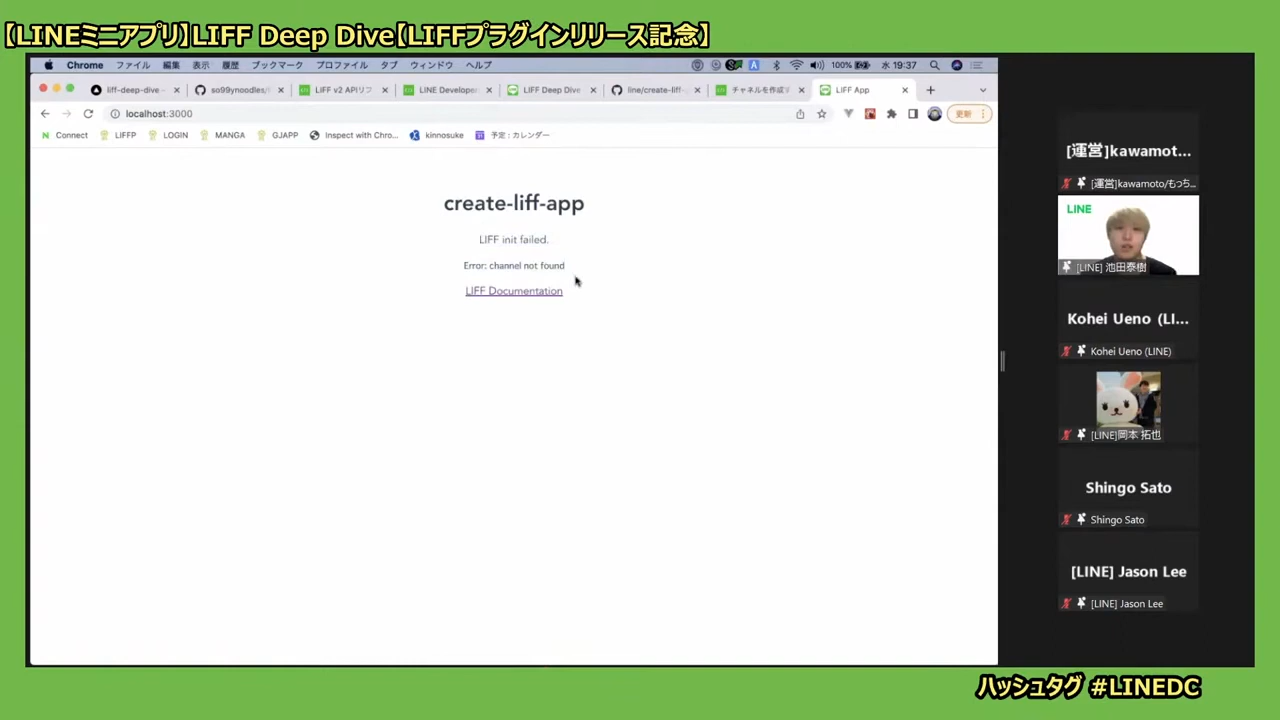 【LINEミニアプリ】LIFF Deep Dive【LIFFプラグインリリース記念】
Chrome ファイル 編集 表示 履歴 ブックマーク プロファイル タブ ウィンドウ ヘルプ 100% 水 19:37
liff-deep-dive - so99ynoodles/ LIFF v2 APIリフ LINE Developer LIFF Deep Dive line/create-liff- チャネルを作成す LIFF App
localhost:3000 更新
Connect LIFFP LOGIN MANGA GJAPP Inspect with Chro... kinnosuke 予定 : カレンダー
create-liff-app
LIFF init failed.
Error: channel not found
LIFF Documentation
[運営]kawamot...
[運営]kawamoto/もっち...
LINE
[LINE] 池田泰樹
Kohei Ueno (LI...
Kohei Ueno (LINE)
[LINE]岡本 拓也
Shingo Sato
Shingo Sato
[LINE] Jason Lee
[LINE] Jason Lee
ハッシュタグ #LINEDC